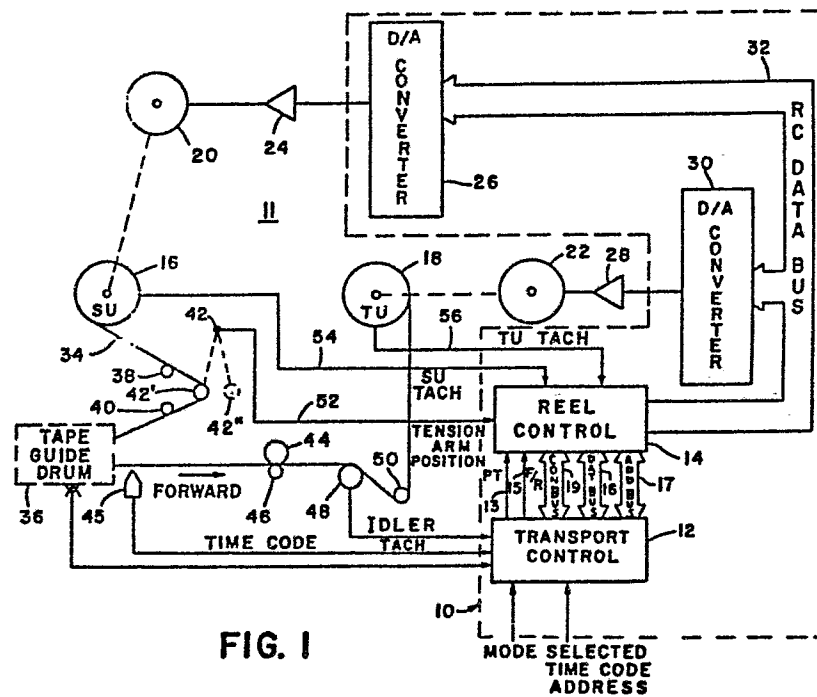 D/A
CONVERTER
32
20
24
26
RC DATA BUS
30
D/A
CONVERTER
11
16
SU
18
TU
22
28
34
42
54
56
TU TACH
38
42'
42"
SU
TACH
40
52
REEL
CONTROL
TAPE
GUIDE
DRUM
44
TENSION
ARM
POSITION
14
FORWARD
50
PT
13
15
F/R
CON BUS
19
DAT BUS
18
ADD BUS
17
36
45
46
48
IDLER
TACH
TIME CODE
TRANSPORT
CONTROL
12
10
FIG. 1
MODE SELECTED
TIME CODE
ADDRESS